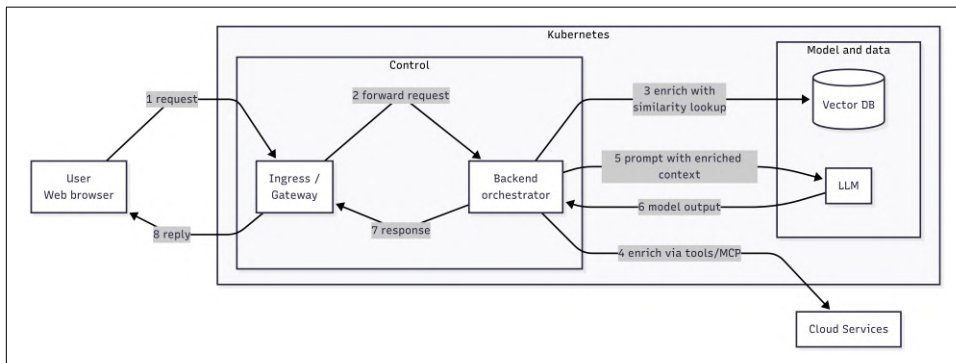 Kubernetes
Model and data
Control
1 request
2 forward request
3 enrich with
similarity lookup
Vector DB
User
Web browser
Ingress /
Gateway
Backend
orchestrator
5 prompt with enriched
context
LLM
6 model output
7 response
8 reply
4 enrich via tools/MCP
Cloud Services